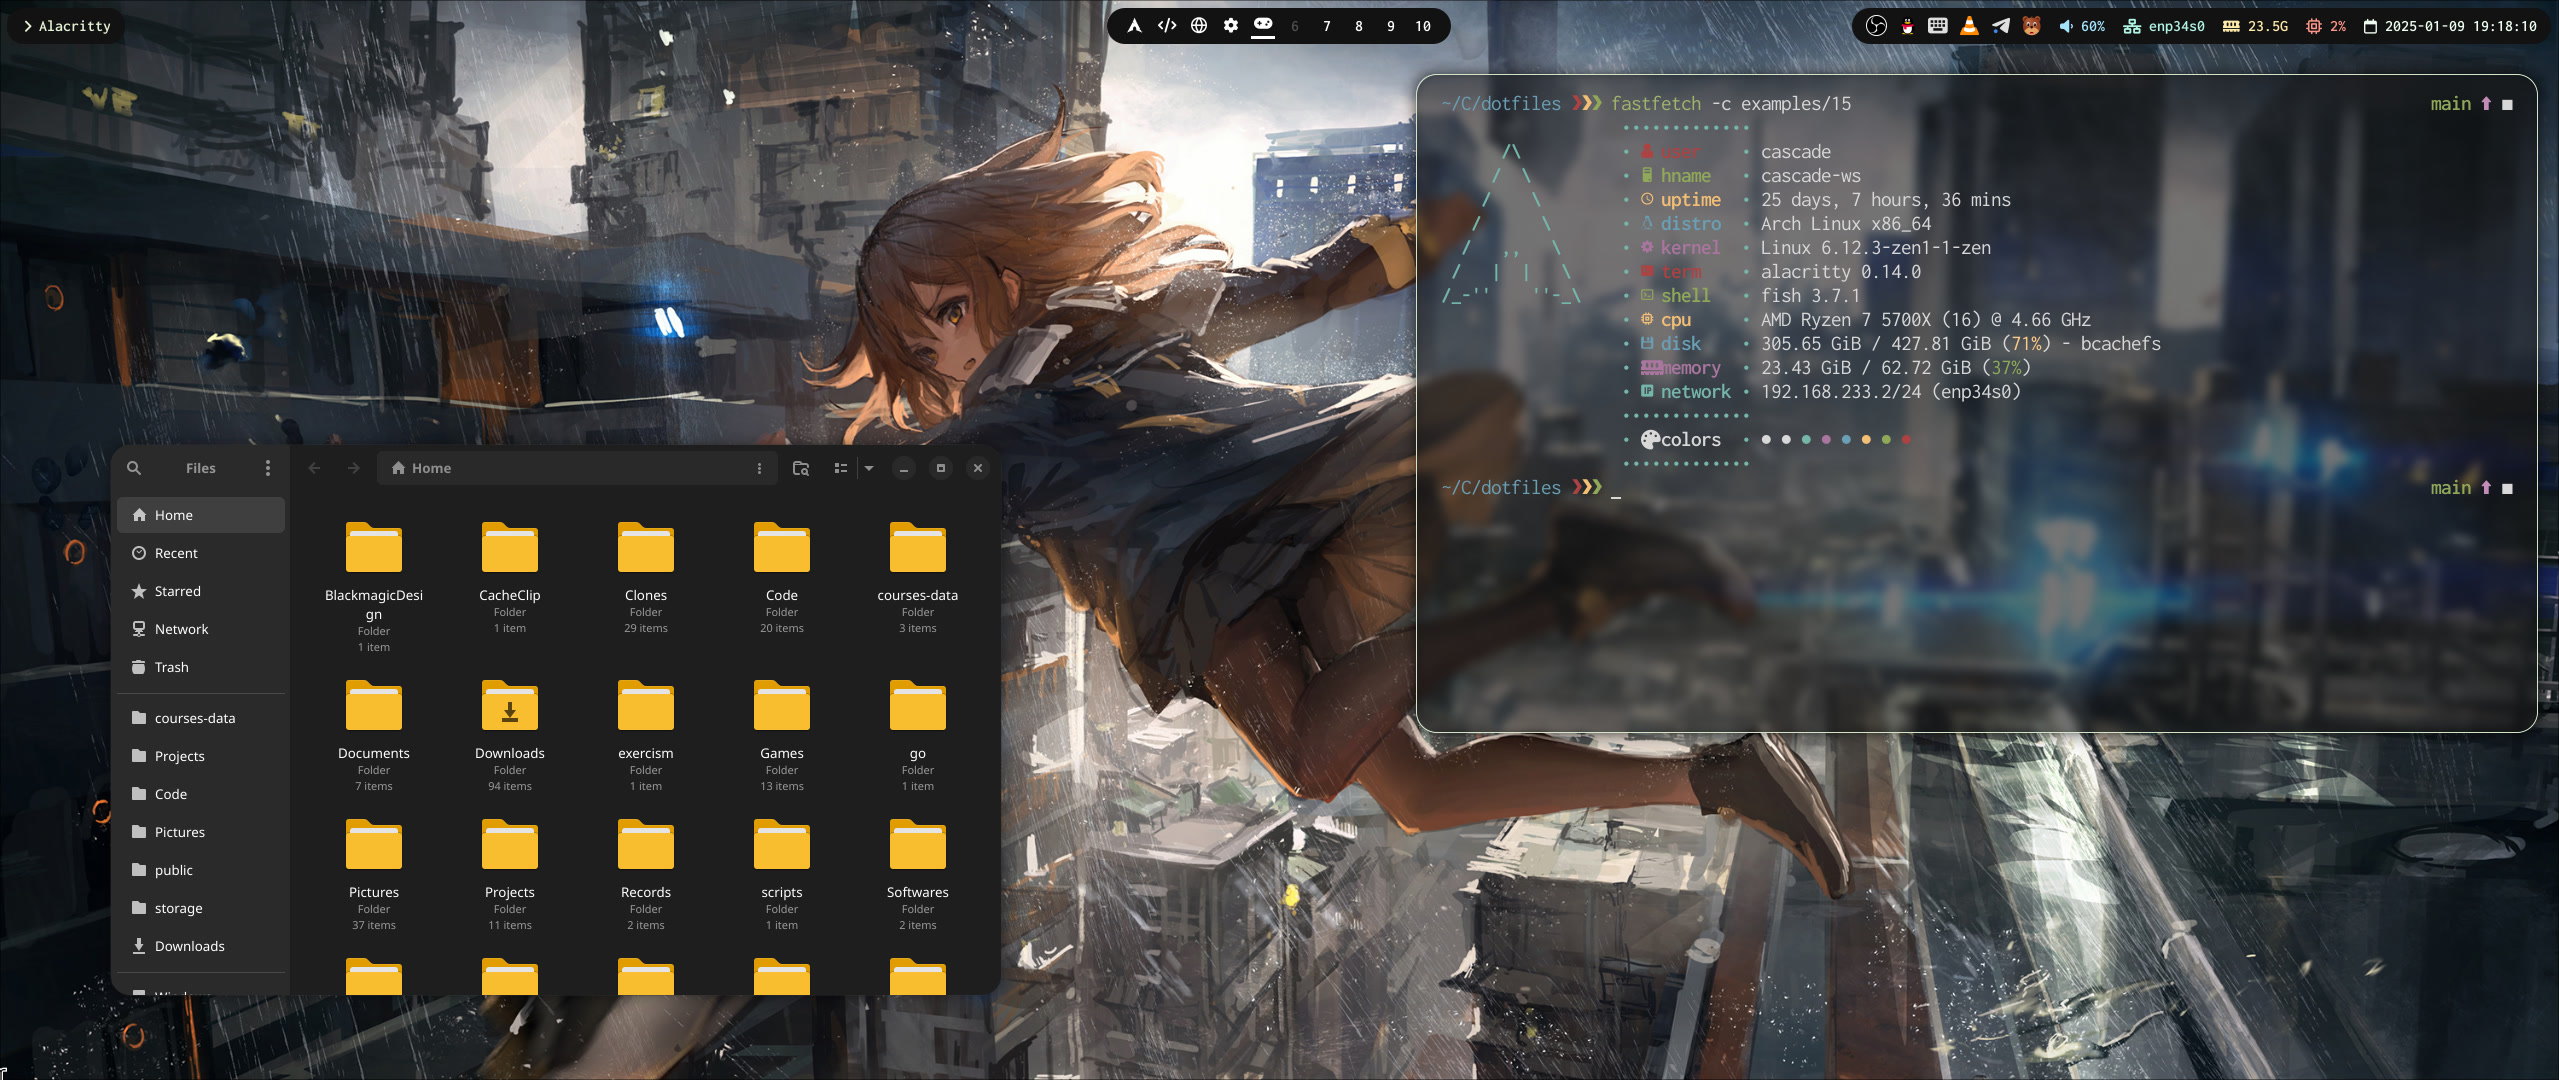 Alacritty
6 7 8 9 10
60% enp34s0 23.5G 2% 2025-01-09 19:18:10
~/C/dotfiles fastfetch -c examples/15 main
user • cascade
hname • cascade-ws
uptime • 25 days, 7 hours, 36 mins
distro • Arch Linux x86_64
kernel • Linux 6.12.3-zen1-1-zen
term • alacritty 0.14.0
shell • fish 3.7.1
cpu • AMD Ryzen 7 5700X (16) @ 4.66 GHz
disk • 305.65 GiB / 427.81 GiB (71%) - bcachefs
memory • 23.43 GiB / 62.72 GiB (37%)
network • 192.168.233.2/24 (enp34s0)
colors
~/C/dotfiles _ main
Files
Home
Recent
Starred
Network
Trash
courses-data
Projects
Code
Pictures
public
storage
Downloads
Home
BlackmagicDesi
gn
Folder
1 item
CacheClip
Folder
1 item
Clones
Folder
29 items
Code
Folder
20 items
courses-data
Folder
3 items
Documents
Folder
7 items
Downloads
Folder
94 items
exercism
Folder
1 item
Games
Folder
13 items
go
Folder
1 item
Pictures
Folder
37 items
Projects
Folder
11 items
Records
Folder
2 items
scripts
Folder
1 item
Softwares
Folder
2 items